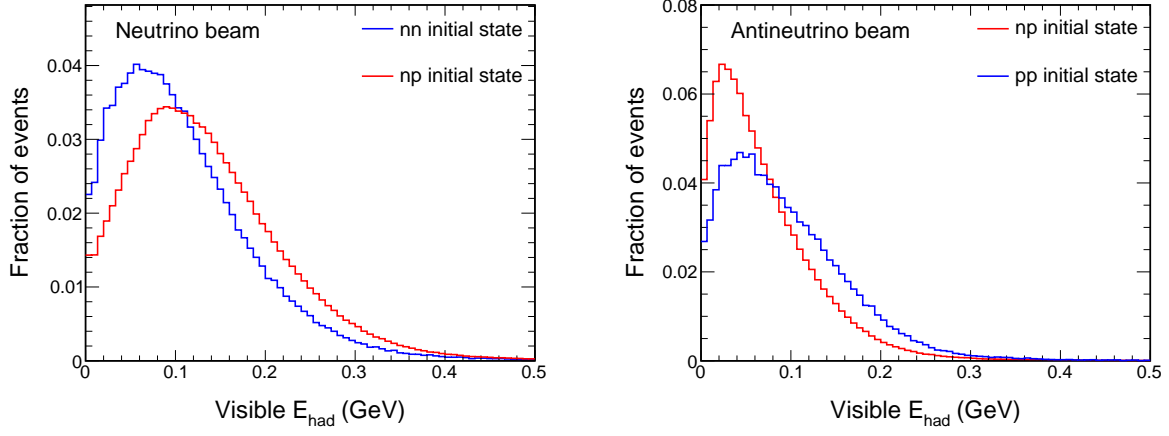 Neutrino beam
nn initial state
np initial state
0.04
0.03
0.02
0.01
0
0
0.1
0.2
0.3
0.4
0.5
Fraction of events
Visible E_had (GeV)
0.08
Antineutrino beam
np initial state
pp initial state
0.06
0.04
0.02
0
0
0.1
0.2
0.3
0.4
0.5
Fraction of events
Visible E_had (GeV)